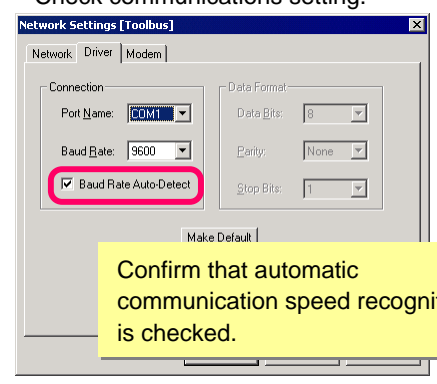 Check communications setting.
Network Settings [Toolbus]
Network Driver Modem
Connection
Port Name: COM1
Baud Rate: 9600
Baud Rate Auto-Detect
Data Format
Data Bits: 8
Parity: None
Stop Bits: 1
Make Default
Confirm that automatic
communication speed recognit
is checked.